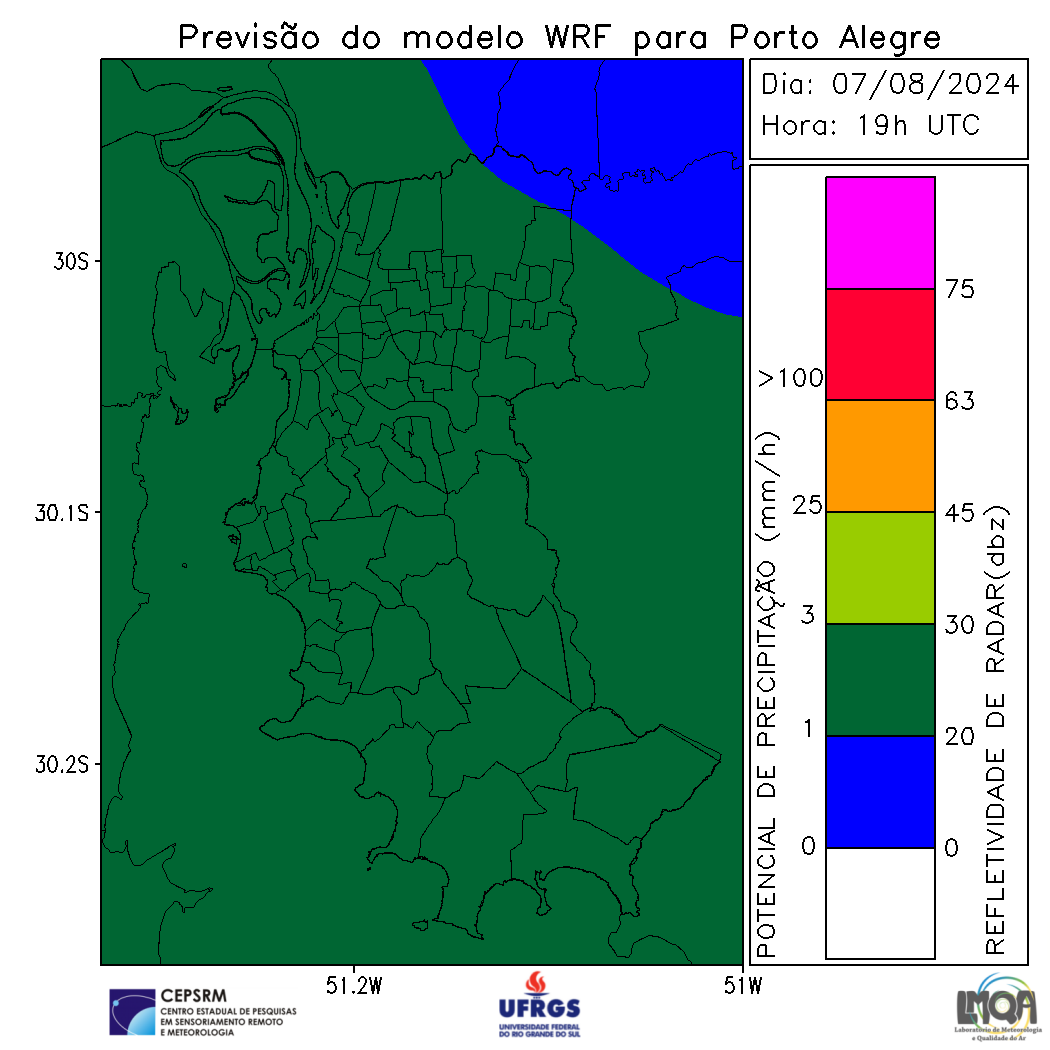 Previsão do modelo WRF para Porto Alegre
Dia: 07/08/2024
Hora: 19h UTC
30S
30.1S
30.2S
51.2W
51W
POTENCIAL DE PRECIPITAÇÃO (mm/h)
>100
25
3
1
0
75
63
45
30
20
0
REFLETIVIDADE DE RADAR(dbz)
CEPSRM
CENTRO ESTADUAL DE PESQUISAS
EM SENSORIAMENTO REMOTO
E METEOROLOGIA
UFRGS
UNIVERSIDADE FEDERAL
DO RIO GRANDE DO SUL
LMQA
Laboratório de Meteorologia
e Qualidade do Ar